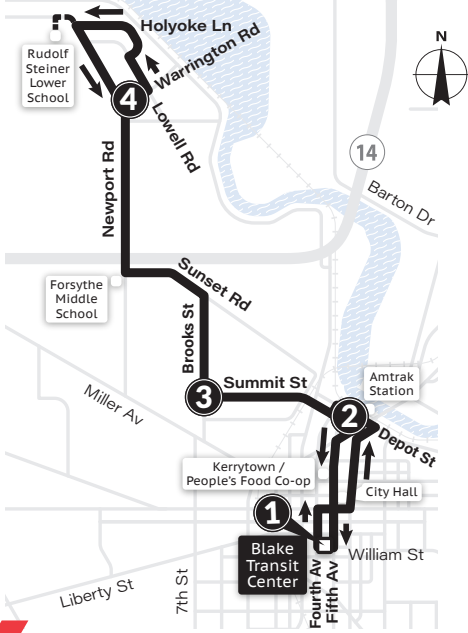 Holyoke Ln
Warrington Rd
N
Rudolf
Steiner
Lower
School
4
Lowell Rd
14
Newport Rd
Barton Dr
Sunset Rd
Forsythe
Middle
School
Brooks St
Summit St
3
Amtrak
Station
Miller Av
2
Depot St
Kerrytown /
People's Food Co-op
City Hall
1
Blake
Transit
Center
William St
Fourth Av
Fifth Av
Liberty St
7th St